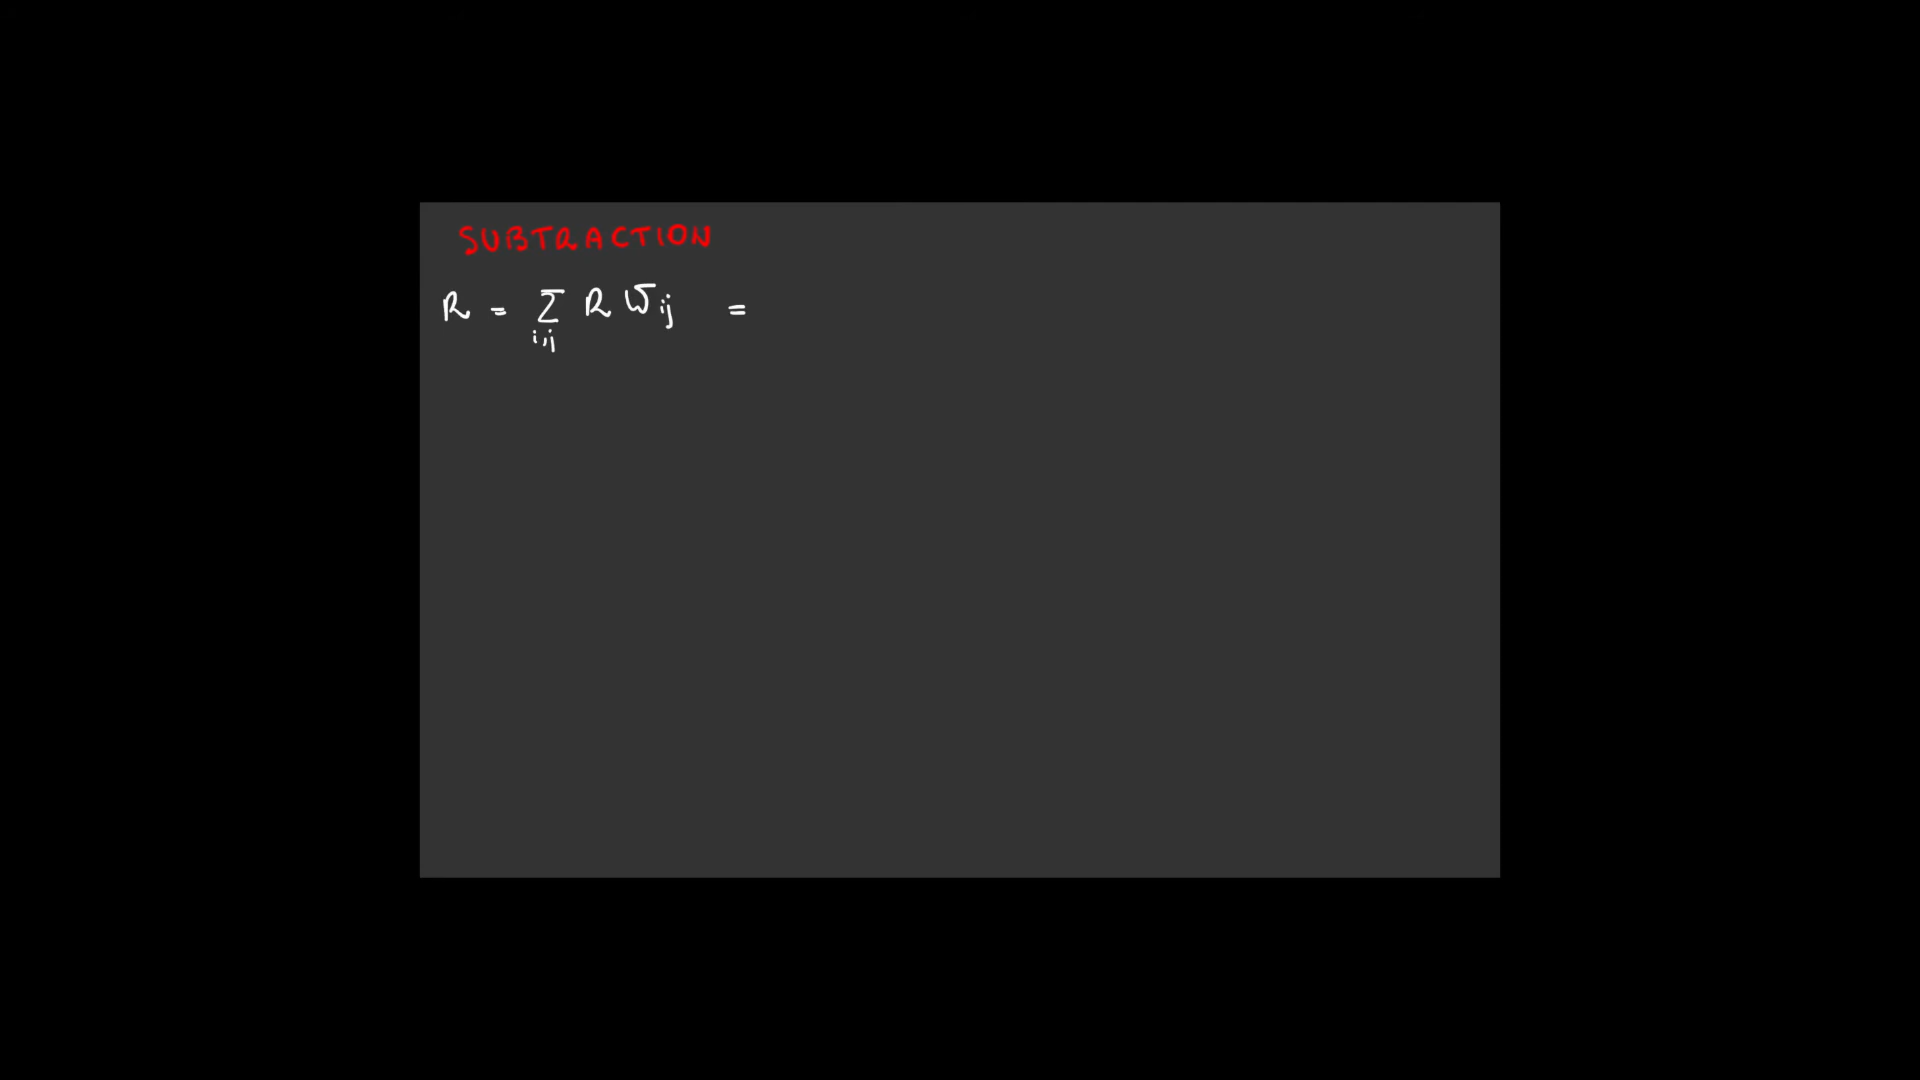 SUBTRACTION
R = Σ R W ij =
i,j